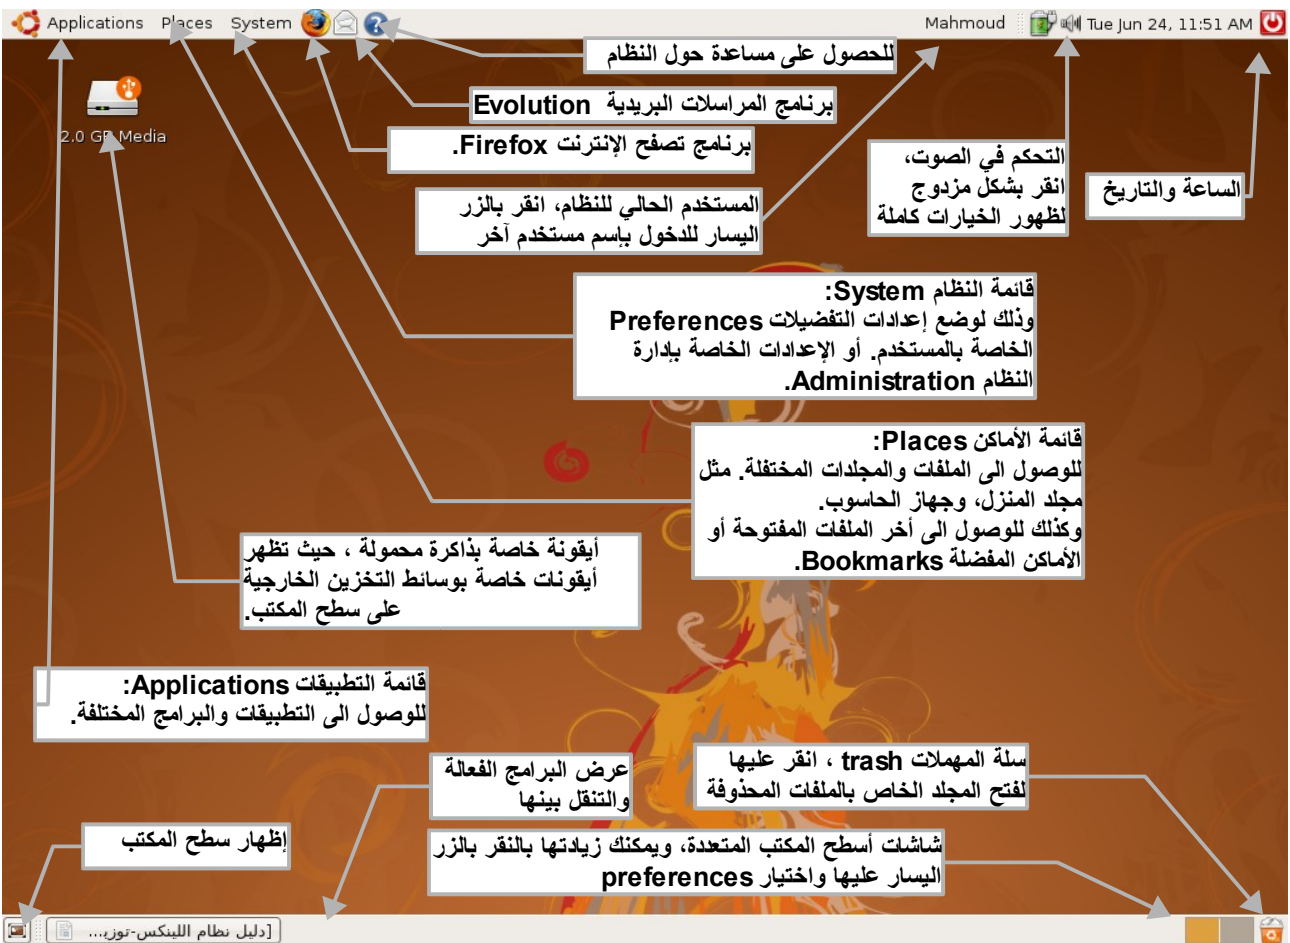 Applications Places System
Mahmoud
Tue Jun 24, 11:51 AM
للحصول على مساعدة حول النظام
2.0 GB Media
برنامج المراسلات البريدية Evolution
برنامج تصفح الإنترنت Firefox.
التحكم في الصوت،
انقر بشكل مزدوج
لظهور الخيارات كاملة
الساعة والتاريخ
المستخدم الحالي للنظام، انقر بالزر
اليسار للدخول بإسم مستخدم آخر
قائمة النظام System:
وذلك لوضع إعدادات التفضيلات Preferences
الخاصة بالمستخدم. أو الإعدادات الخاصة بإدارة
النظام Administration.
قائمة الأماكن Places:
للوصول الى الملفات والمجلدات المختفلة. مثل
مجلد المنزل، وجهاز الحاسوب.
وكذلك للوصول الى أخر الملفات المفتوحة أو
الأماكن المفضلة Bookmarks.
أيقونة خاصة بذاكرة محمولة ، حيث تظهر
أيقونات خاصة بوسائط التخزين الخارجية
على سطح المكتب.
قائمة التطبيقات Applications:
للوصول الى التطبيقات والبرامج المختلفة.
عرض البرامج الفعالة
والتنقل بينها
سلة المهملات trash ، انقر عليها
لفتح المجلد الخاص بالملفات المحذوفة
إظهار سطح المكتب
شاشات أسطح المكتب المتعددة، ويمكنك زيادتها بالنقر بالزر
اليسار عليها واختيار preferences
[دليل نظام اللينكس-توزي...